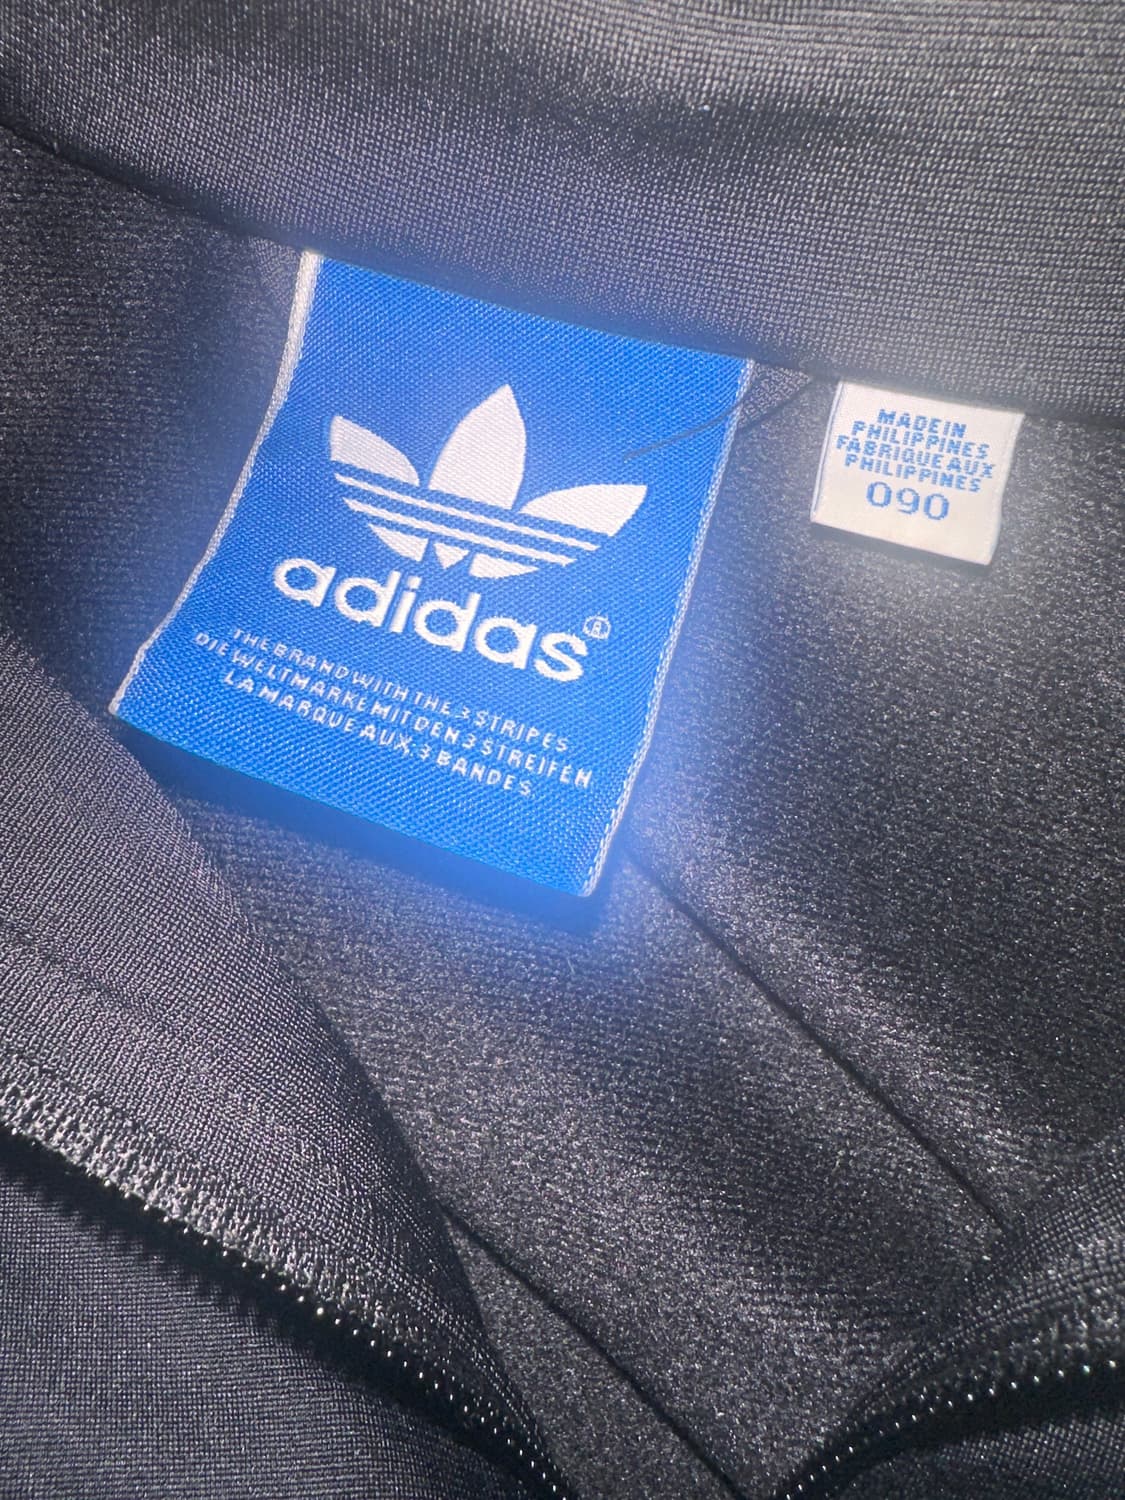 adidas®
THE BRAND WITH THE 3 STRIPES
DIE WELTMARKE MIT DEN 3 STREIFEN
LA MARQUE AUX 3 BANDES
MADE IN
PHILIPPINES
FABRIQUE AUX
PHILIPPINES
090